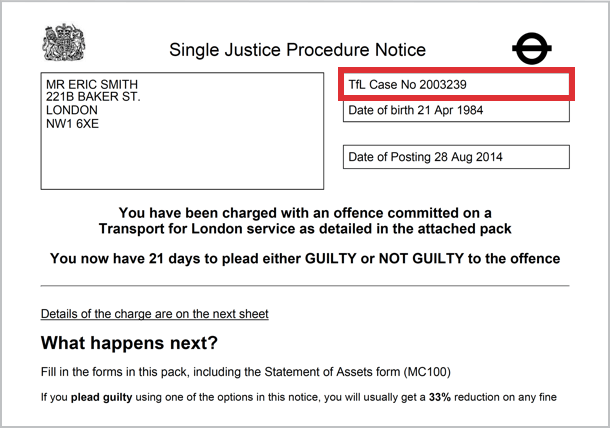 Single Justice Procedure Notice
MR ERIC SMITH
221B BAKER ST.
LONDON
NW1 6XE
TfL Case No 2003239
Date of birth 21 Apr 1984
Date of Posting 28 Aug 2014
You have been charged with an offence committed on a
Transport for London service as detailed in the attached pack
You now have 21 days to plead either GUILTY or NOT GUILTY to the offence
Details of the charge are on the next sheet
What happens next?
Fill in the forms in this pack, including the Statement of Assets form (MC100)
If you plead guilty using one of the options in this notice, you will usually get a 33% reduction on any fine